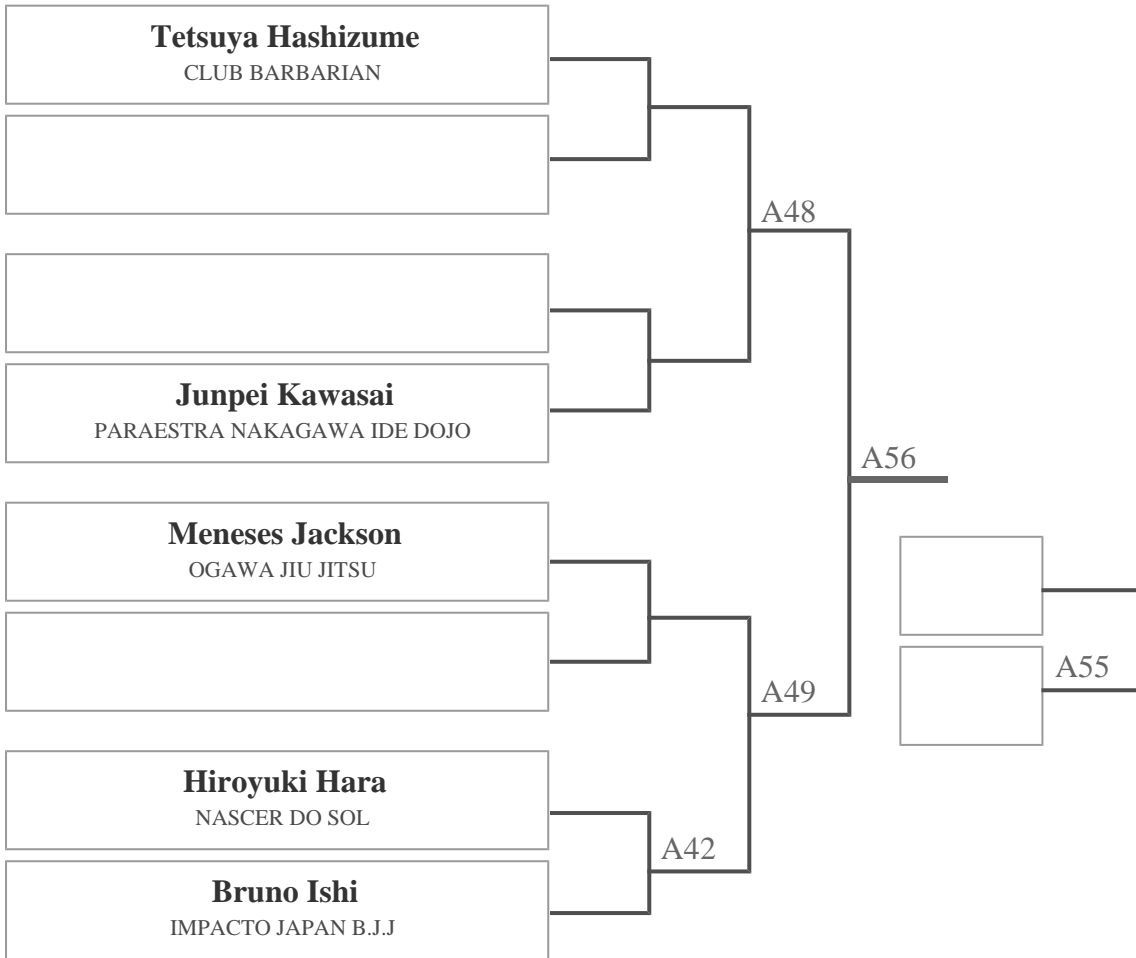 Tetsuya Hashizume
CLUB BARBARIAN
A48
Junpei Kawasai
PARAESTRA NAKAGAWA IDE DOJO
A56
Meneses Jackson
OGAWA JIU JITSU
A55
A49
Hiroyuki Hara
NASCER DO SOL
A42
Bruno Ishi
IMPACTO JAPAN B.J.J